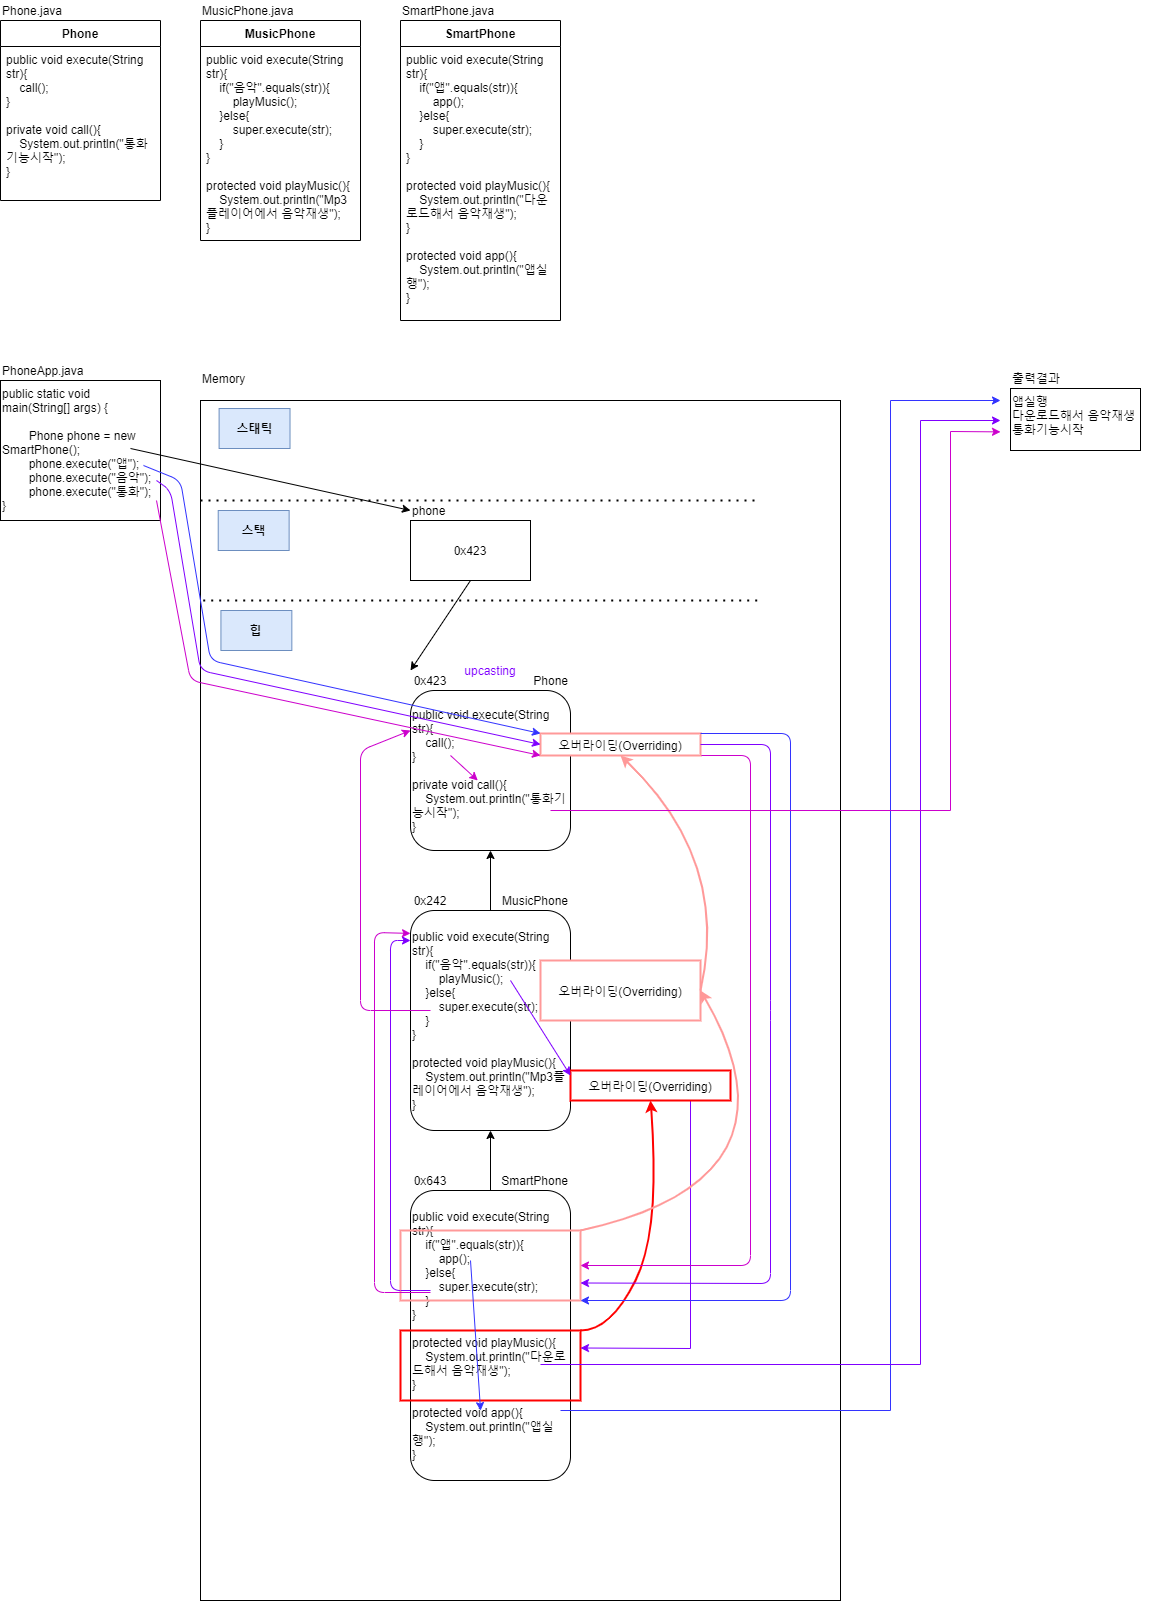 Phone.java
Phone
public void execute(String
str){
call();
}
private void call(){
System.out.println("통화
기능시작");
}
MusicPhone.java
MusicPhone
public void execute(String
str){
if("음악".equals(str)){
playMusic();
}else{
super.execute(str);
}
}
protected void playMusic(){
System.out.println("Mp3
플레이어에서 음악재생");
}
SmartPhone.java
SmartPhone
public void execute(String
str){
if("앱".equals(str)){
app();
}else{
super.execute(str);
}
}
protected void playMusic(){
System.out.println("다운
로드해서 음악재생");
}
protected void app(){
System.out.println("앱실
행");
}
PhoneApp.java
public static void
main(String[] args) {
Phone phone = new
SmartPhone();
phone.execute("앱");
phone.execute("음악");
phone.execute("통화");
}
Memory
스태틱
스택
phone
0x423
힙
upcasting
0x423
Phone
public void execute(String
str){
call();
}
private void call(){
System.out.println("통화기
능시작");
}
오버라이딩(Overriding)
0x242
MusicPhone
public void execute(String
str){
if("음악".equals(str)){
playMusic();
}else{
super.execute(str);
}
}
protected void playMusic(){
System.out.println("Mp3플
레이어에서 음악재생");
}
오버라이딩(Overriding)
오버라이딩(Overriding)
0x643
SmartPhone
public void execute(String
str){
if("앱".equals(str)){
app();
}else{
super.execute(str);
}
}
protected void playMusic(){
System.out.println("다운로
드해서 음악재생");
}
protected void app(){
System.out.println("앱실
행");
}
출력결과
앱실행
다운로드해서 음악재생
통화기능시작